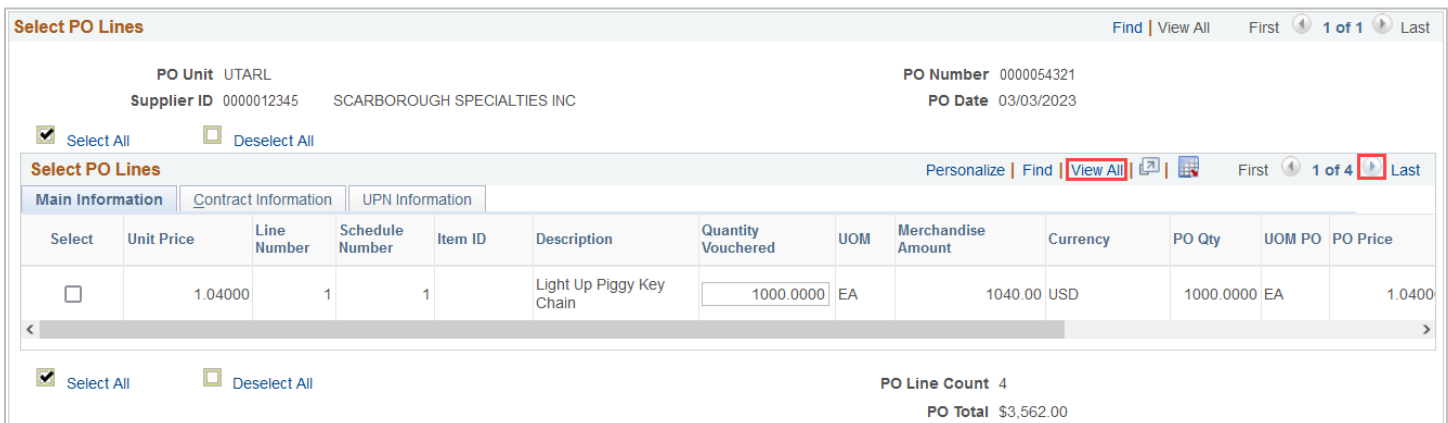 Select PO Lines Find | View All First 1 of 1 Last
PO Unit UTARL PO Number 0000054321
Supplier ID 0000012345 SCARBOROUGH SPECIALTIES INC PO Date 03/03/2023
Select All Deselect All
Select PO Lines Personalize | Find | View All | | First 1 of 4 Last
Main Information Contract Information UPN Information
Select Unit Price Line Number Schedule Number Item ID Description Quantity Vouchered UOM Merchandise Amount Currency PO Qty UOM PO PO Price
1.04000 1 1 Light Up Piggy Key Chain 1000.0000 EA 1040.00 USD 1000.0000 EA 1.0400
Select All Deselect All PO Line Count 4
PO Total $3,562.00